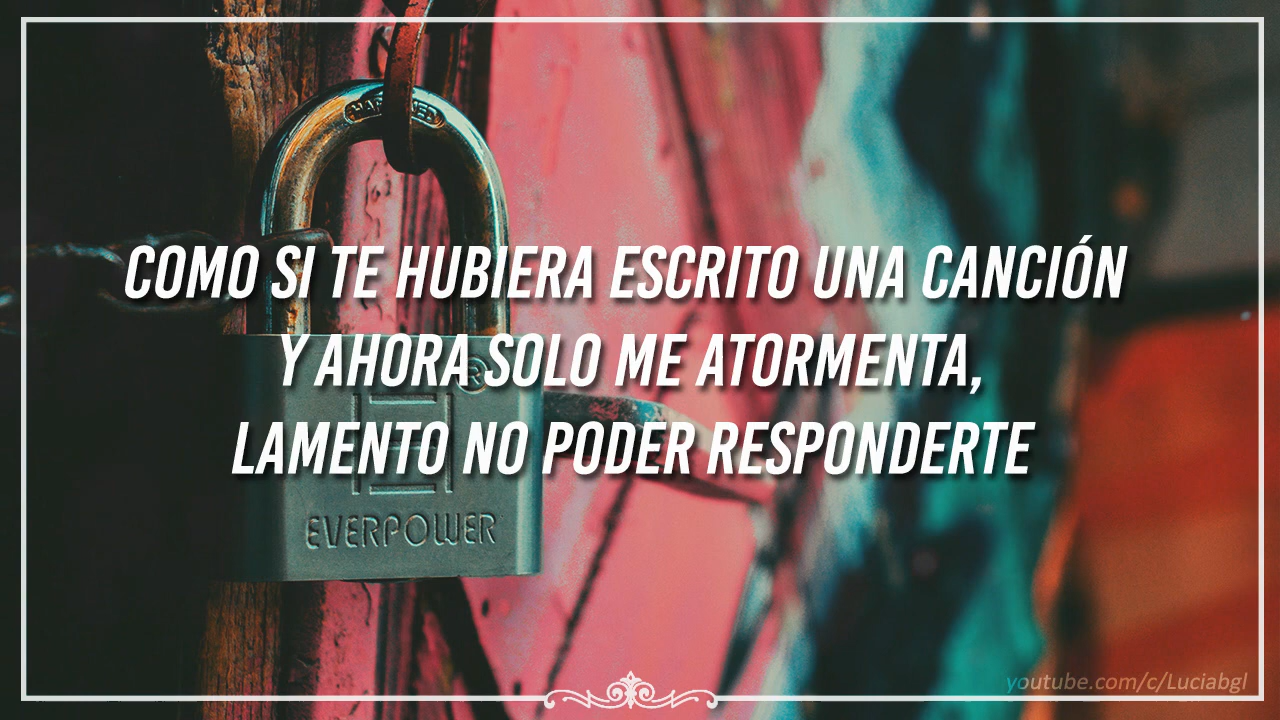 HARDENED
COMO SI TE HUBIERA ESCRITO UNA CANCIÓN
Y AHORA SOLO ME ATORMENTA,
LAMENTO NO PODER RESPONDERTE
®
EVERPOWER
youtube.com/c/Luciabgl